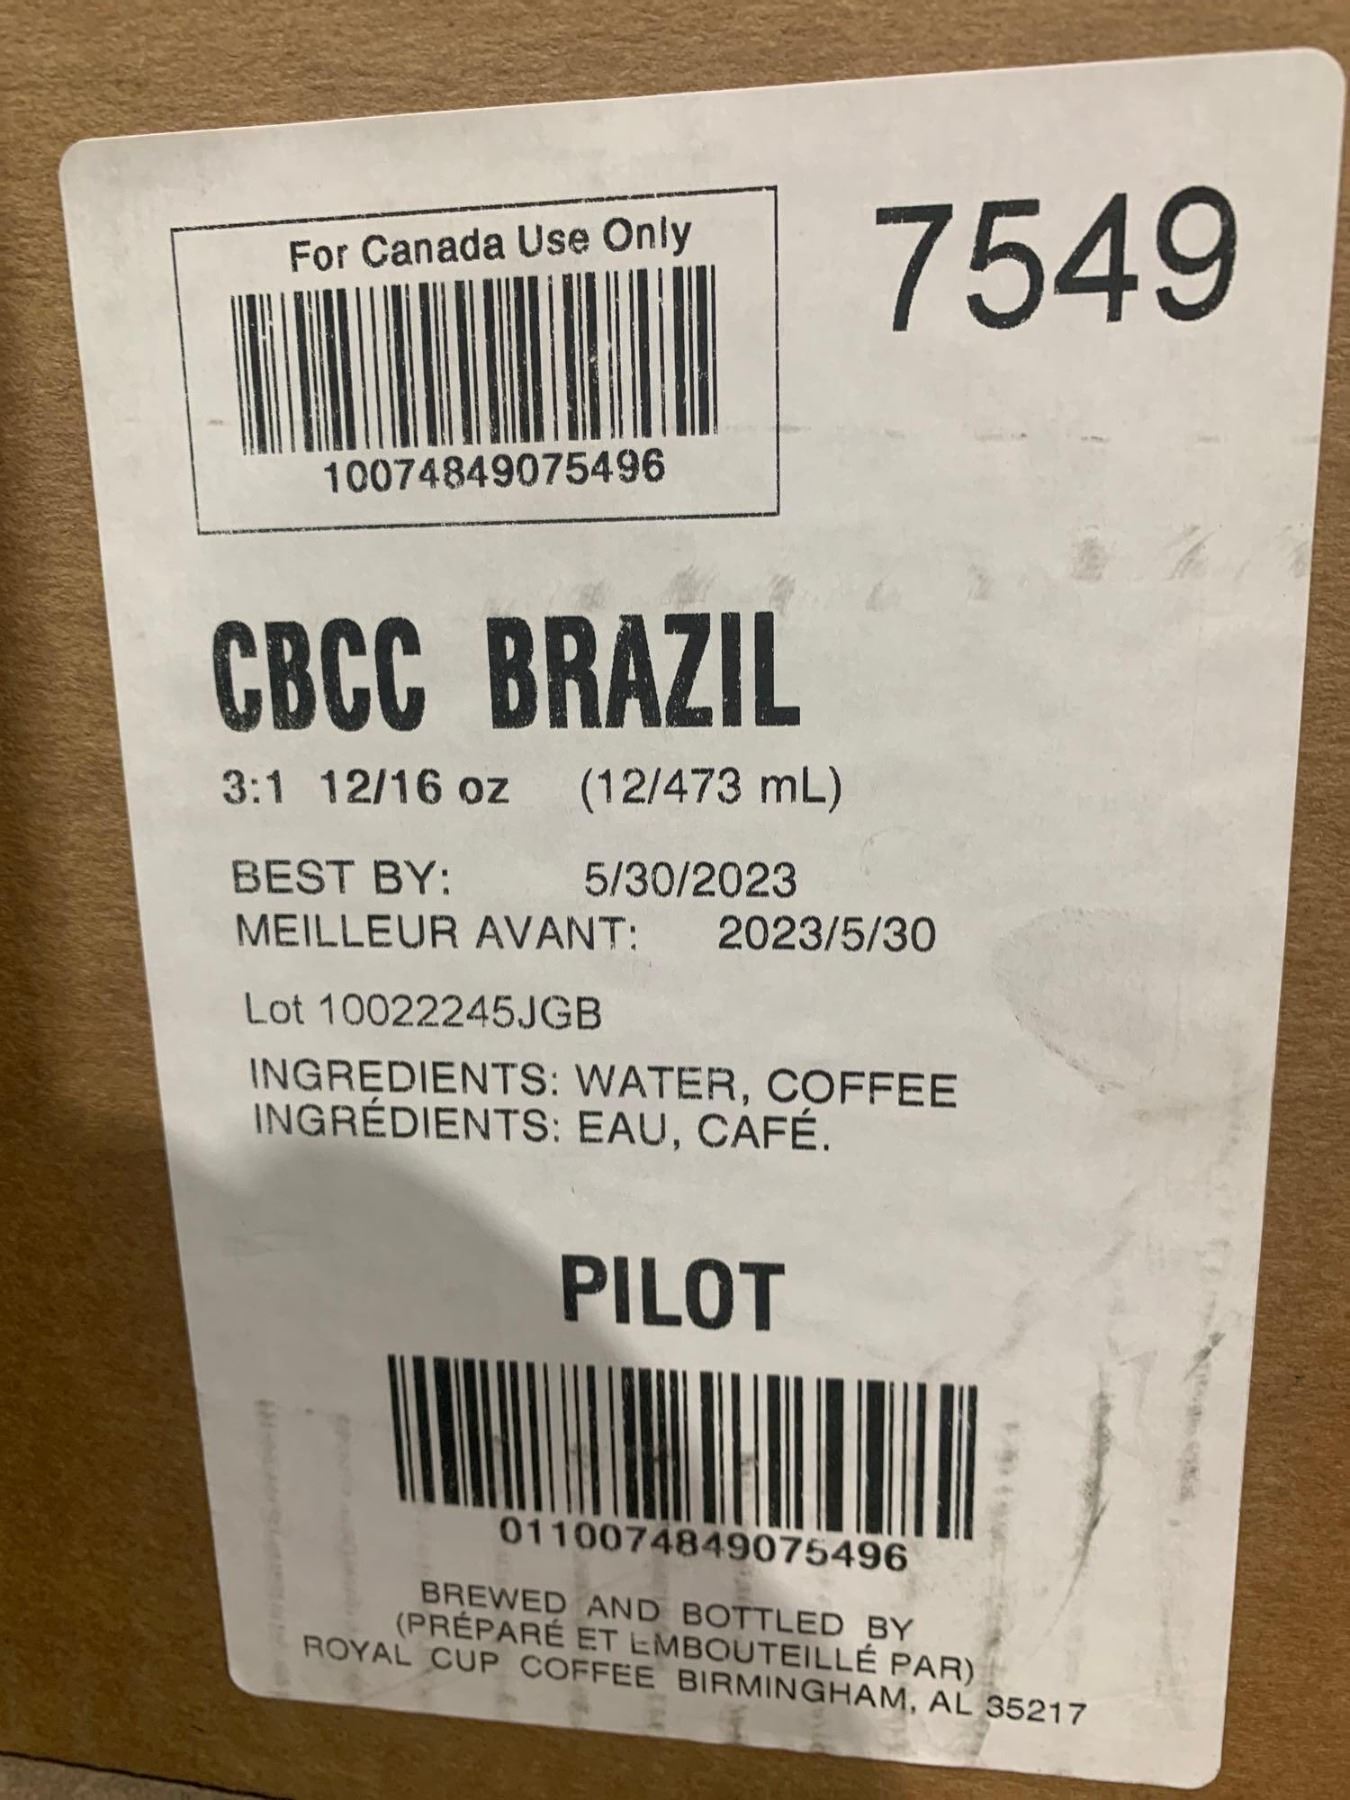 For Canada Use Only
7549
10074849075496
CBCC BRAZIL
3:1 12/16 oz (12/473 mL)
BEST BY: 5/30/2023
MEILLEUR AVANT: 2023/5/30
Lot 10022245JGB
INGREDIENTS: WATER, COFFEE
INGRÉDIENTS: EAU, CAFÉ.
PILOT
0110074849075496
BREWED AND BOTTLED BY
(PRÉPARÉ ET EMBOUTEILLÉ PAR)
ROYAL CUP COFFEE BIRMINGHAM, AL 35217